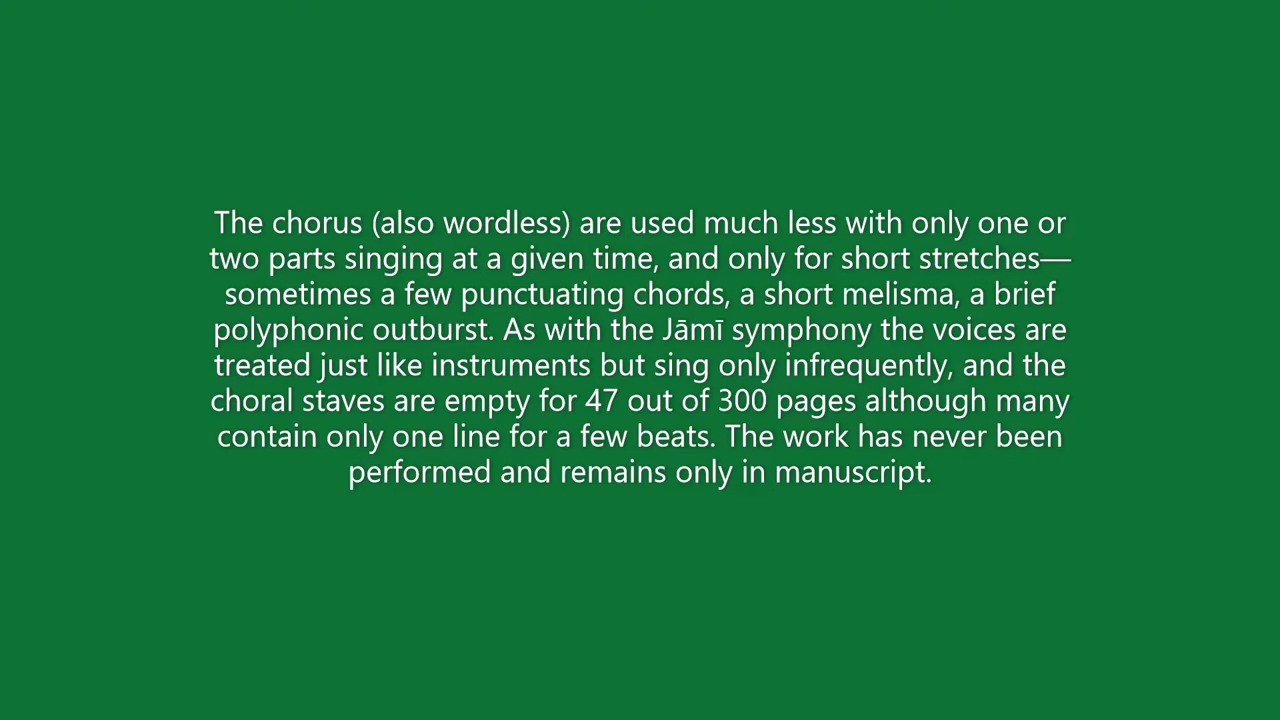 The chorus (also wordless) are used much less with only one or
two parts singing at a given time, and only for short stretches—
sometimes a few punctuating chords, a short melisma, a brief
polyphonic outburst. As with the Jāmī symphony the voices are
treated just like instruments but sing only infrequently, and the
choral staves are empty for 47 out of 300 pages although many
contain only one line for a few beats. The work has never been
performed and remains only in manuscript.